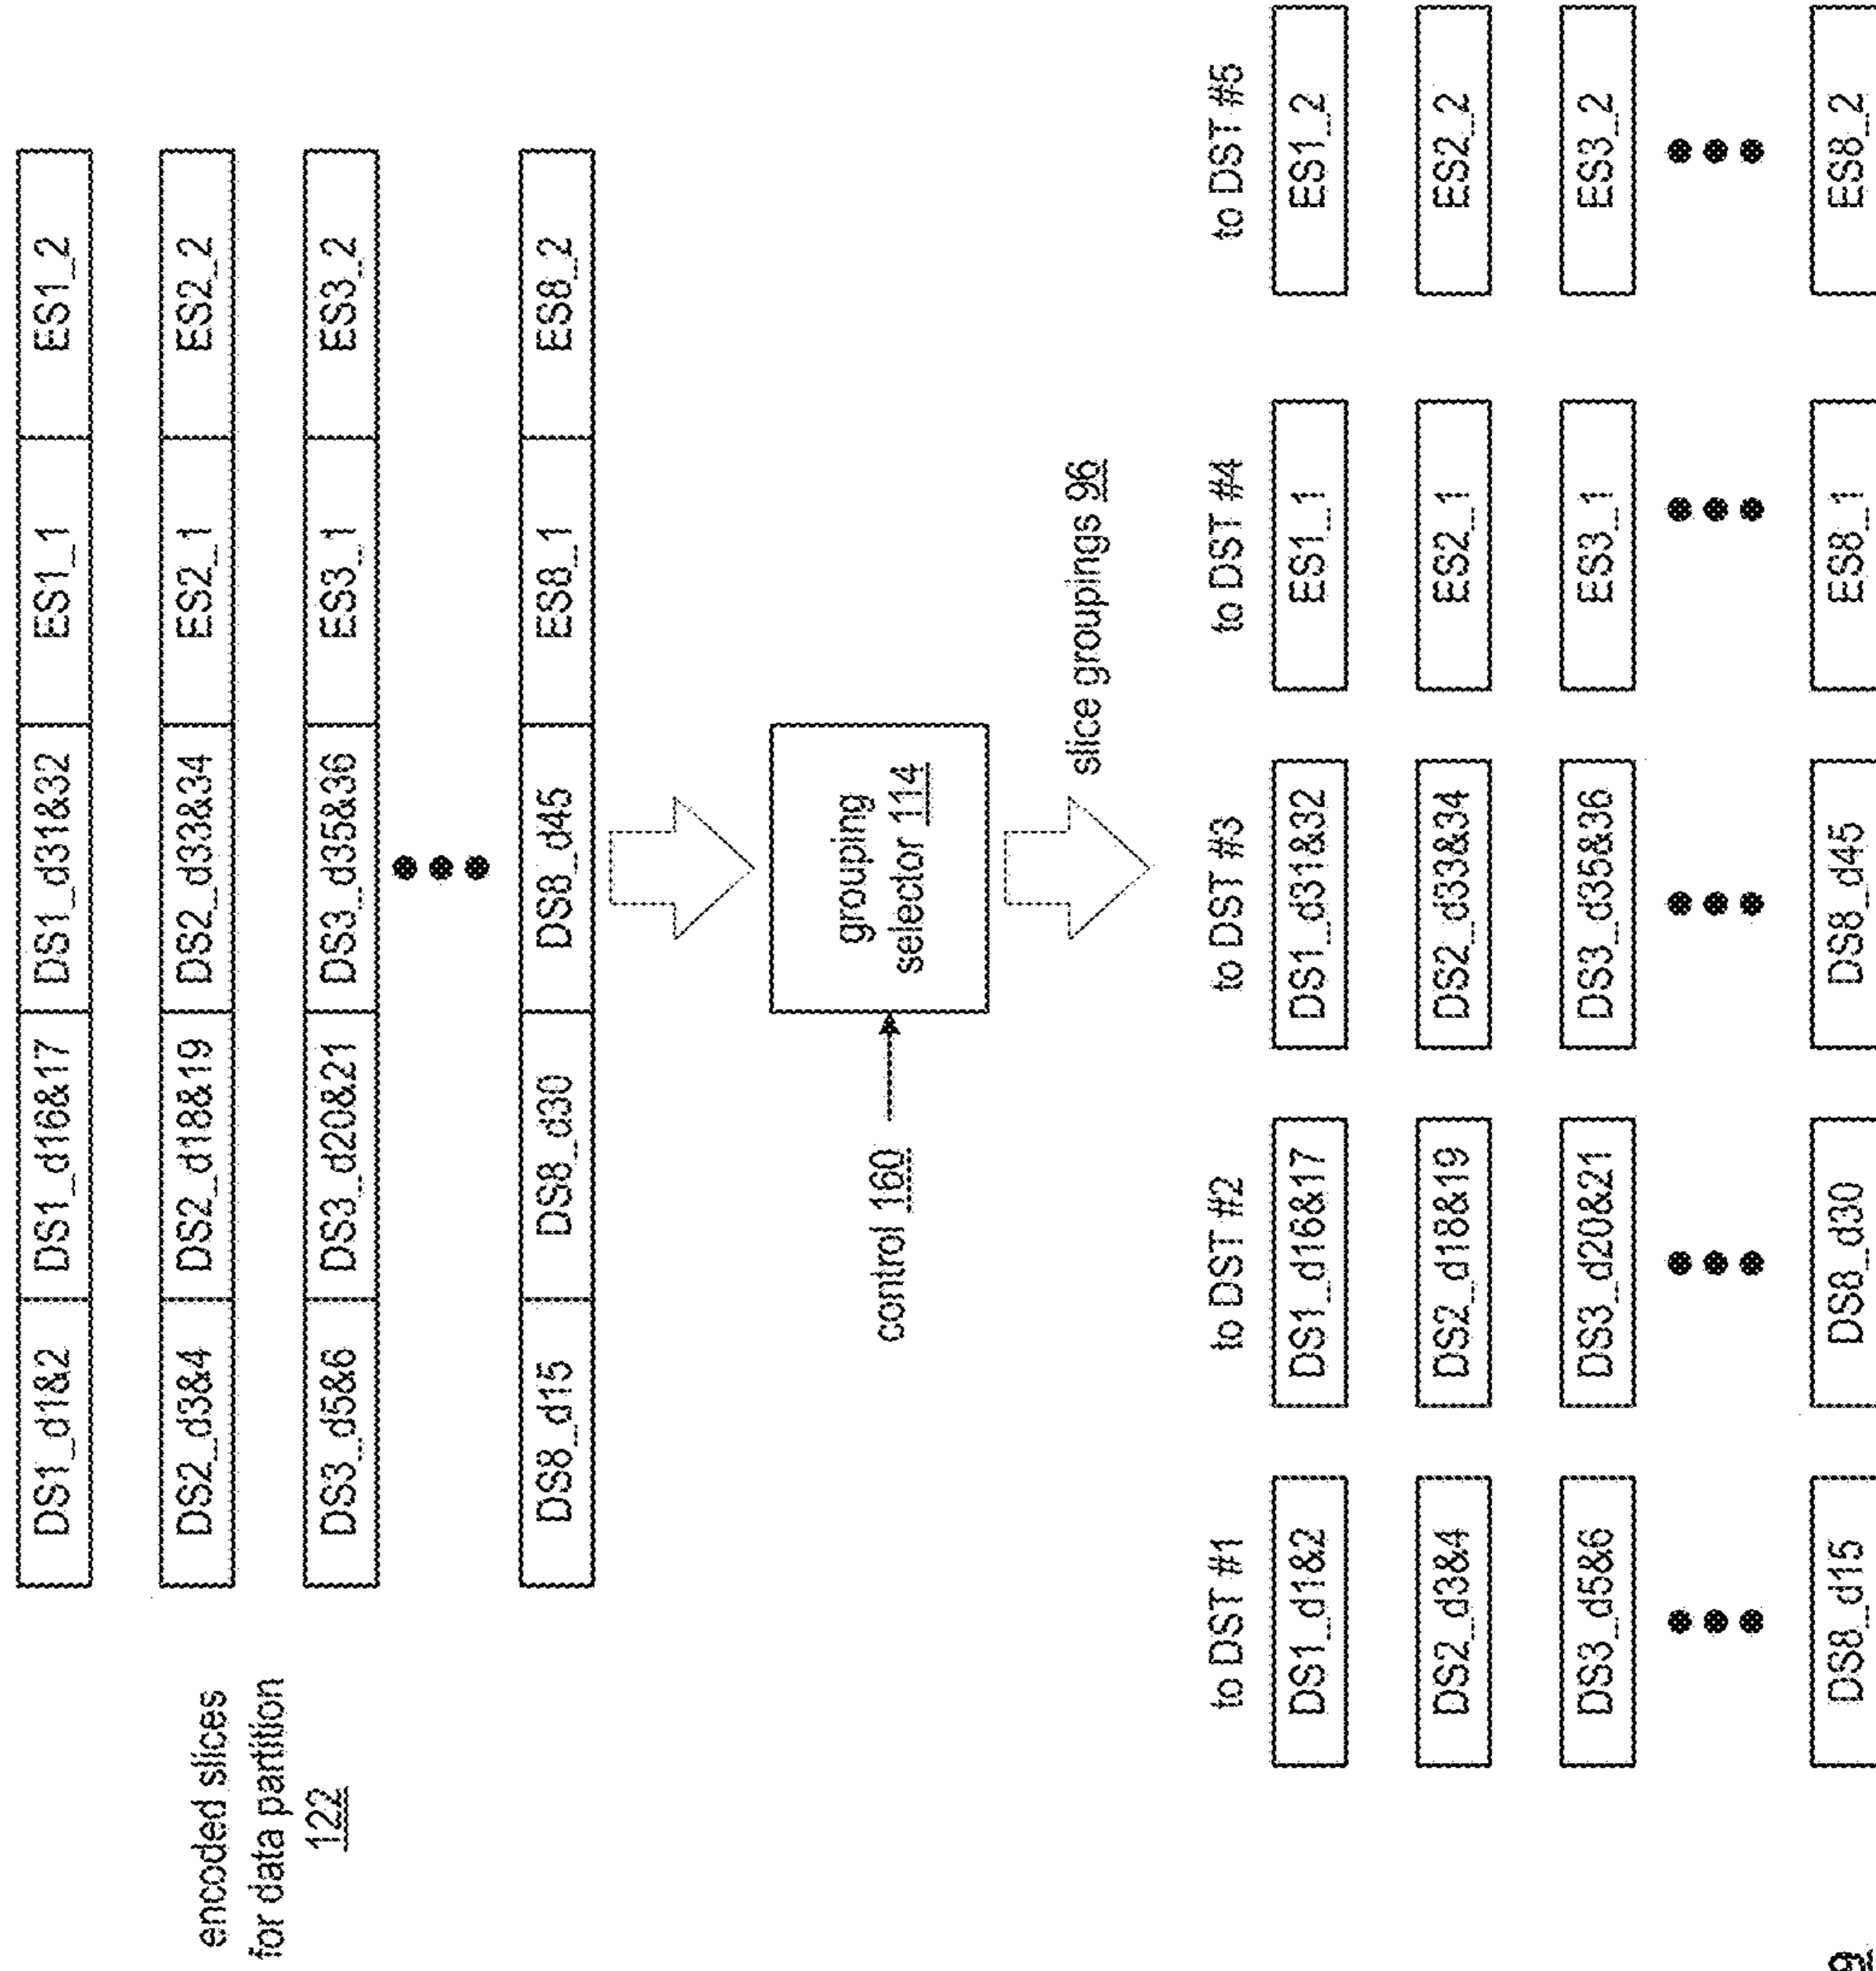 encoded slices
for data partition
122
DS1_d1&2 DS1_d16&17 DS1_d31&32 ES1_1 ES1_2
DS2_d3&4 DS2_d18&19 DS2_d33&34 ES2_1 ES2_2
DS3_d5&6 DS3_d20&21 DS3_d35&36 ES3_1 ES3_2
DS8_d15 DS8_d30 DS8_d45 ES8_1 ES8_2
control 160
grouping
selector 114
slice groupings 96
to DST #1 to DST #2 to DST #3 to DST #4 to DST #5
DS1_d1&2 DS1_d16&17 DS1_d31&32 ES1_1 ES1_2
DS2_d3&4 DS2_d18&19 DS2_d33&34 ES2_1 ES2_2
DS3_d5&6 DS3_d20&21 DS3_d35&36 ES3_1 ES3_2
DS8_d15 DS8_d30 DS8_d45 ES8_1 ES8_2